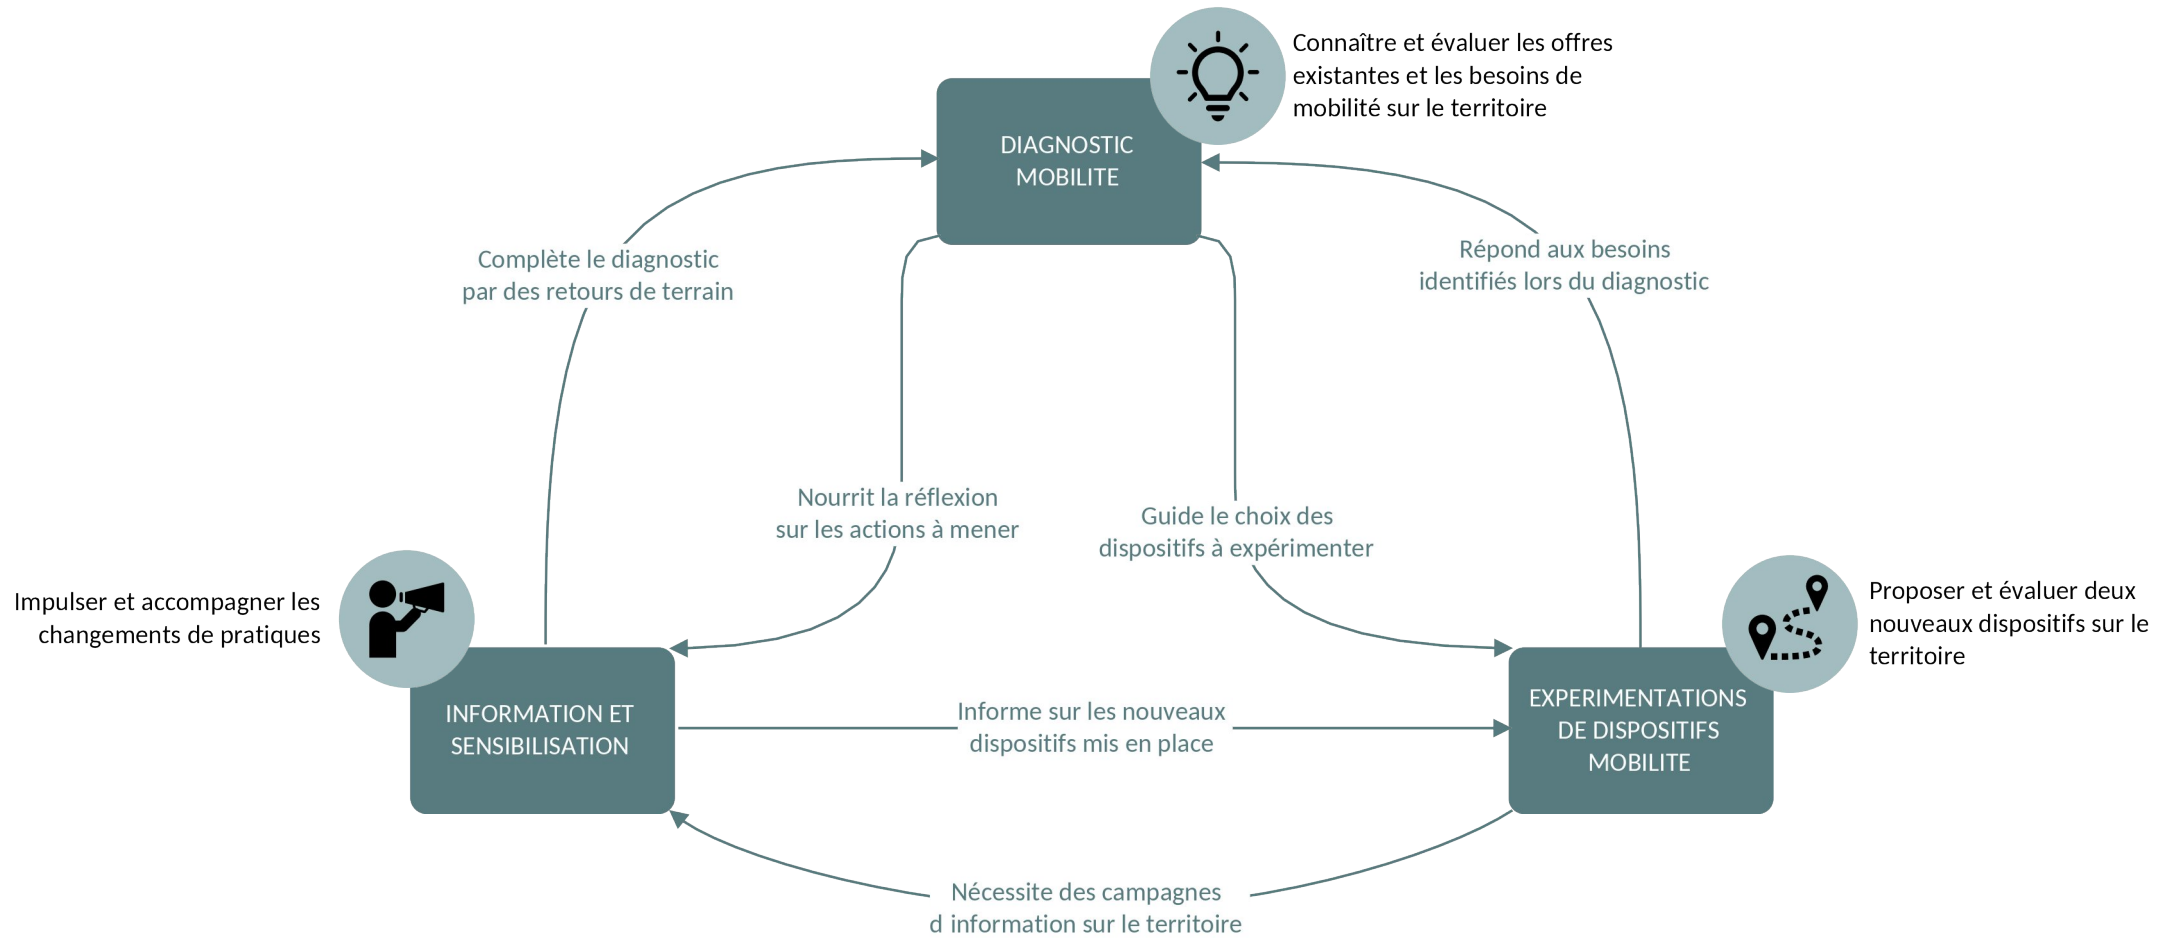 Connaître et évaluer les offres
existantes et les besoins de
mobilité sur le territoire
DIAGNOSTIC
MOBILITE
Complète le diagnostic
par des retours de terrain
Répond aux besoins
identifiés lors du diagnostic
Nourrit la réflexion
sur les actions à mener
Guide le choix des
dispositifs à expérimenter
Impulser et accompagner les
changements de pratiques
Proposer et évaluer deux
nouveaux dispositifs sur le
territoire
INFORMATION ET
SENSIBILISATION
Informe sur les nouveaux
dispositifs mis en place
EXPERIMENTATIONS
DE DISPOSITIFS
MOBILITE
Nécessite des campagnes
d information sur le territoire